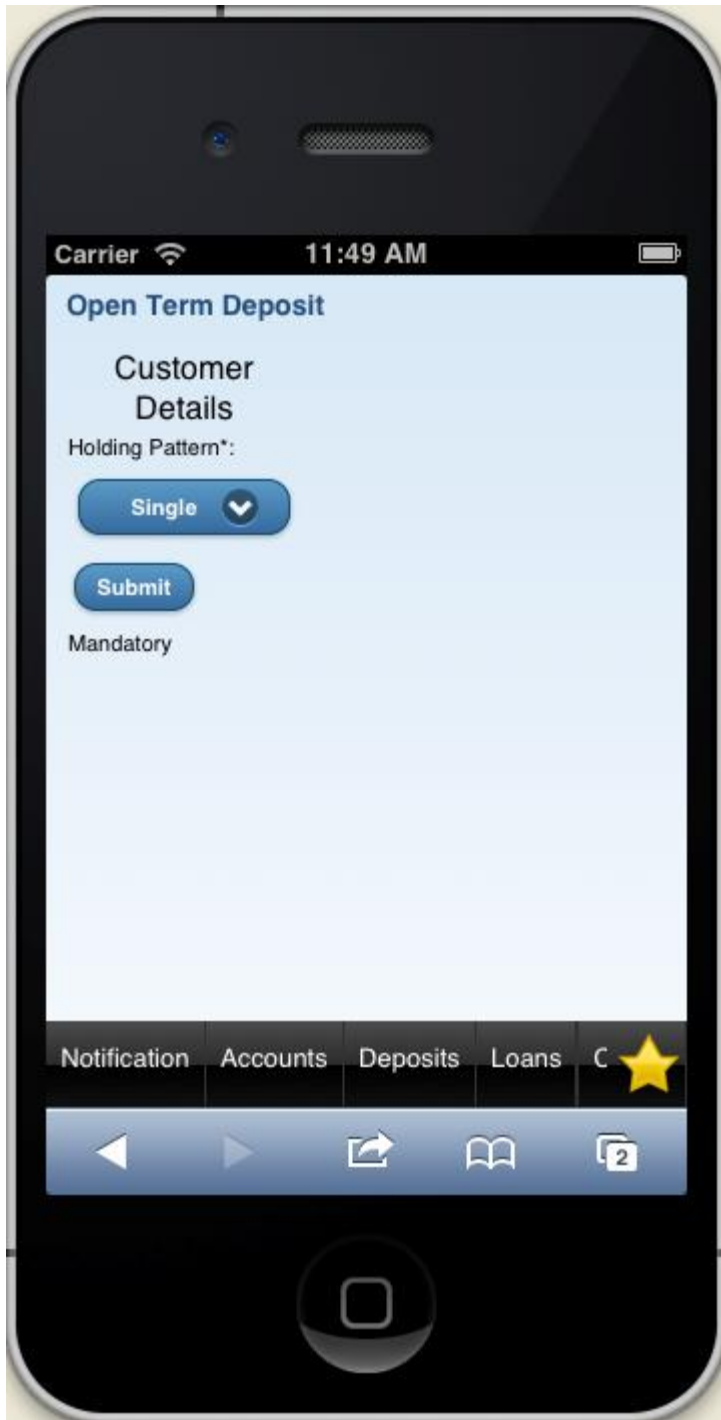 Carrier 11:49 AM
Open Term Deposit
Customer
Details
Holding Pattern*:
Single
Submit
Mandatory
Notification Accounts Deposits Loans C
2